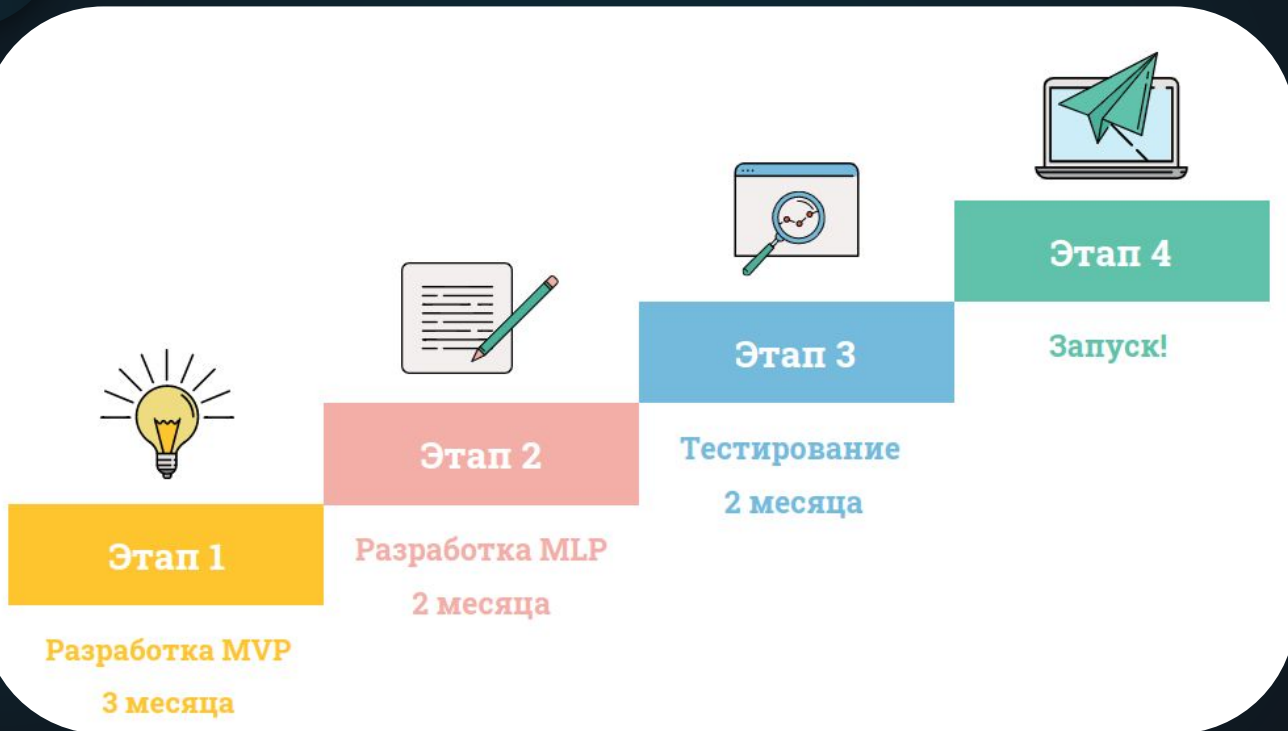 Этап 1
Разработка MVP
3 месяца
Этап 2
Разработка MLP
2 месяца
Этап 3
Тестирование
2 месяца
Этап 4
Запуск!